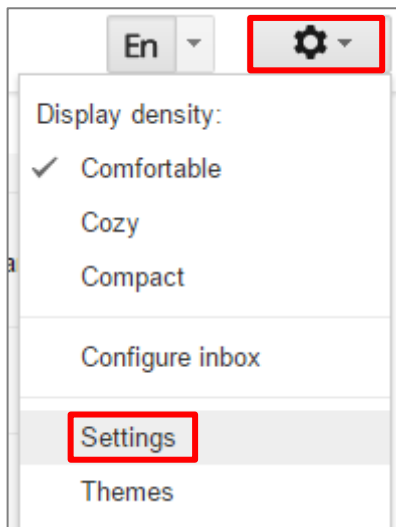 En
Display density:
Comfortable
Cozy
Compact
Configure inbox
Settings
Themes